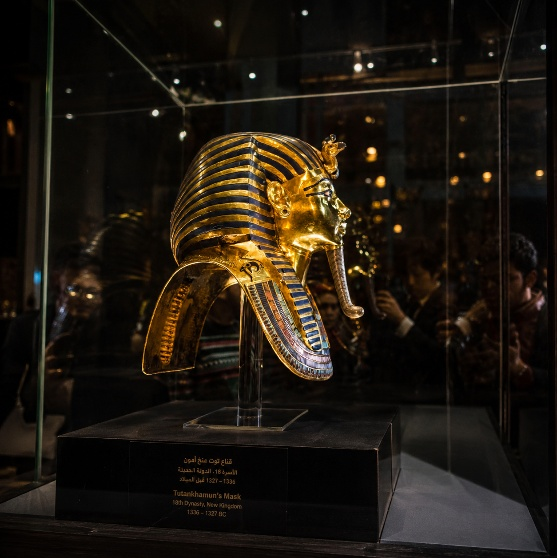 قناع توت عنخ آمون
الأسرة 18، الدولة الحديثة
1336 – 1327 قبل الميلاد
Tutankhamun's Mask
18th Dynasty, New Kingdom
1336 – 1327 BC